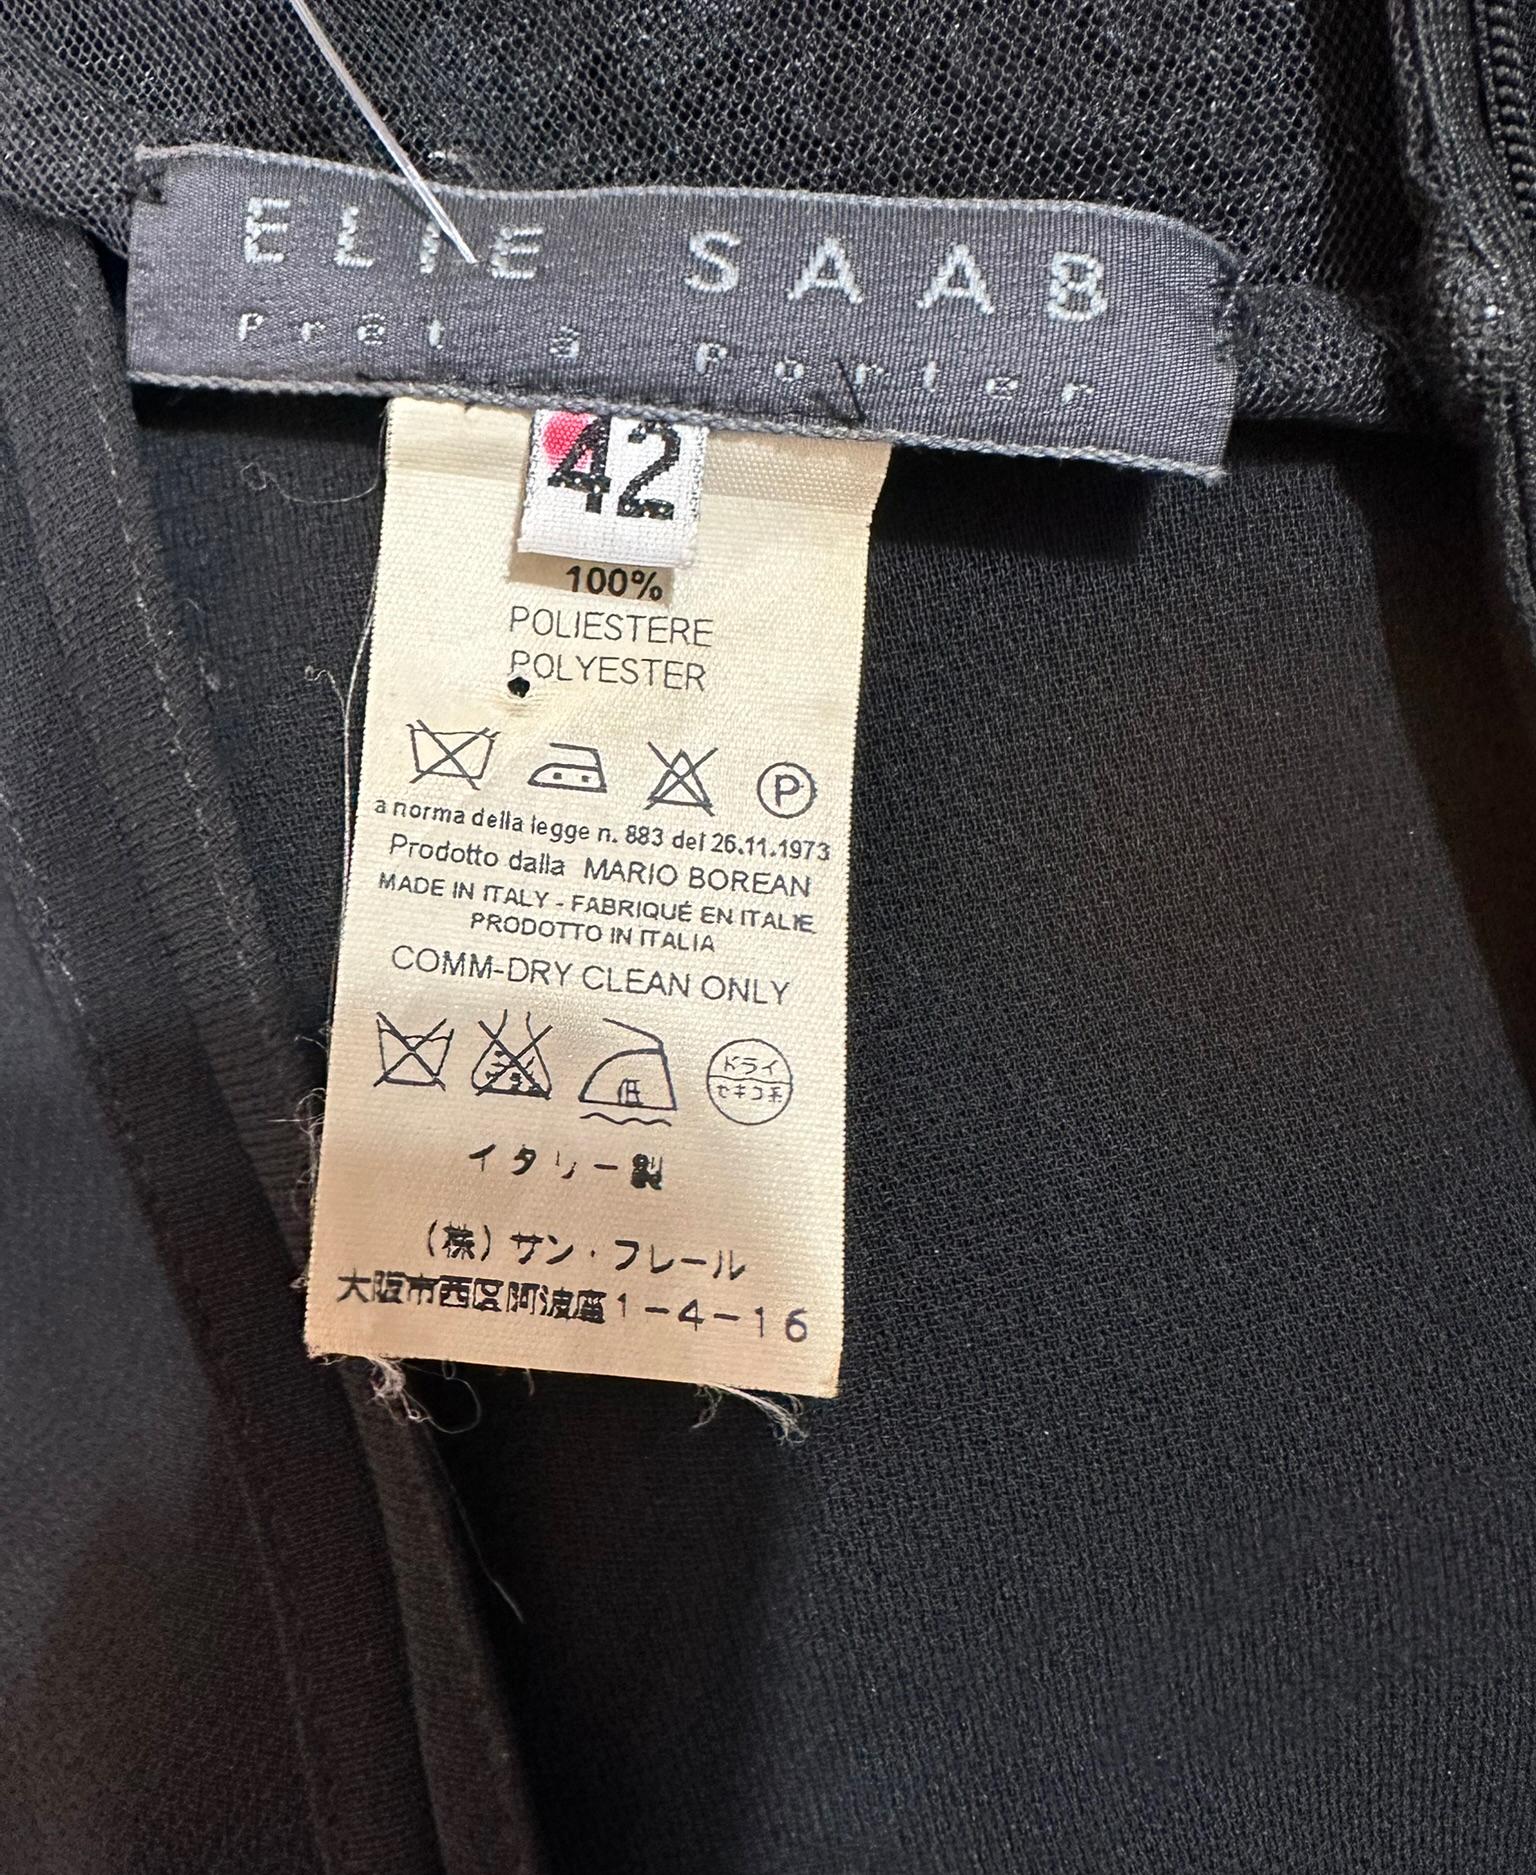 ELIE SAAB
Prêt à Porter
42
100%
POLIESTERE
POLYESTER
P
a norma della legge n. 883 del 26.11.1973
Prodotto dalla MARIO BOREAN
MADE IN ITALY - FABRIQUÉ EN ITALIE
PRODOTTO IN ITALIA
COMM-DRY CLEAN ONLY
低
ドライ
セキユ系
イタリー製
(株)サン・フレール
大阪市西区阿波座1-4-16